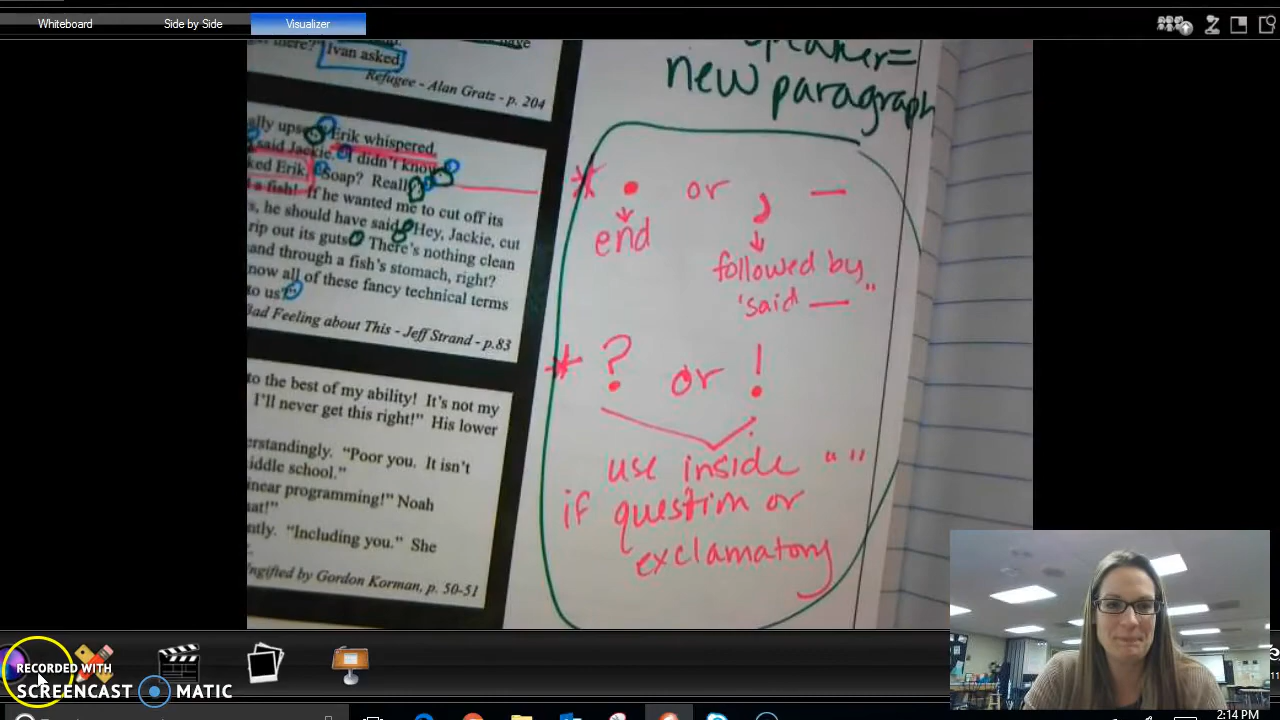 Whiteboard
Side by Side
Visualizer
there?" Ivan asked.
Refugee - Alan Gratz - p. 204
Erik whispered.
said Jackie. "I didn't know
ked Erik. "Soap? Really
a fish! If he wanted me to cut off its
s, he should have said Hey, Jackie, cut
rip out its guts. There's nothing clean
and through a fish's stomach, right?
now all of these fancy technical terms
to us?"
Bad Feeling about This - Jeff Strand - p.83
to the best of my ability! It's not my
I'll never get this right!" His lower
erstandingly. "Poor you. It isn't
iddle school."
near programming!" Noah
at!"
ntly. "Including you." She
ngifted by Gordon Korman, p. 50-51
speaker=
new paragraph
* . or , —
end
followed by
"said —"
* ? or !
use inside " "
if question or
exclamatory
RECORDED WITH
SCREENCAST MATIC
2:14 PM